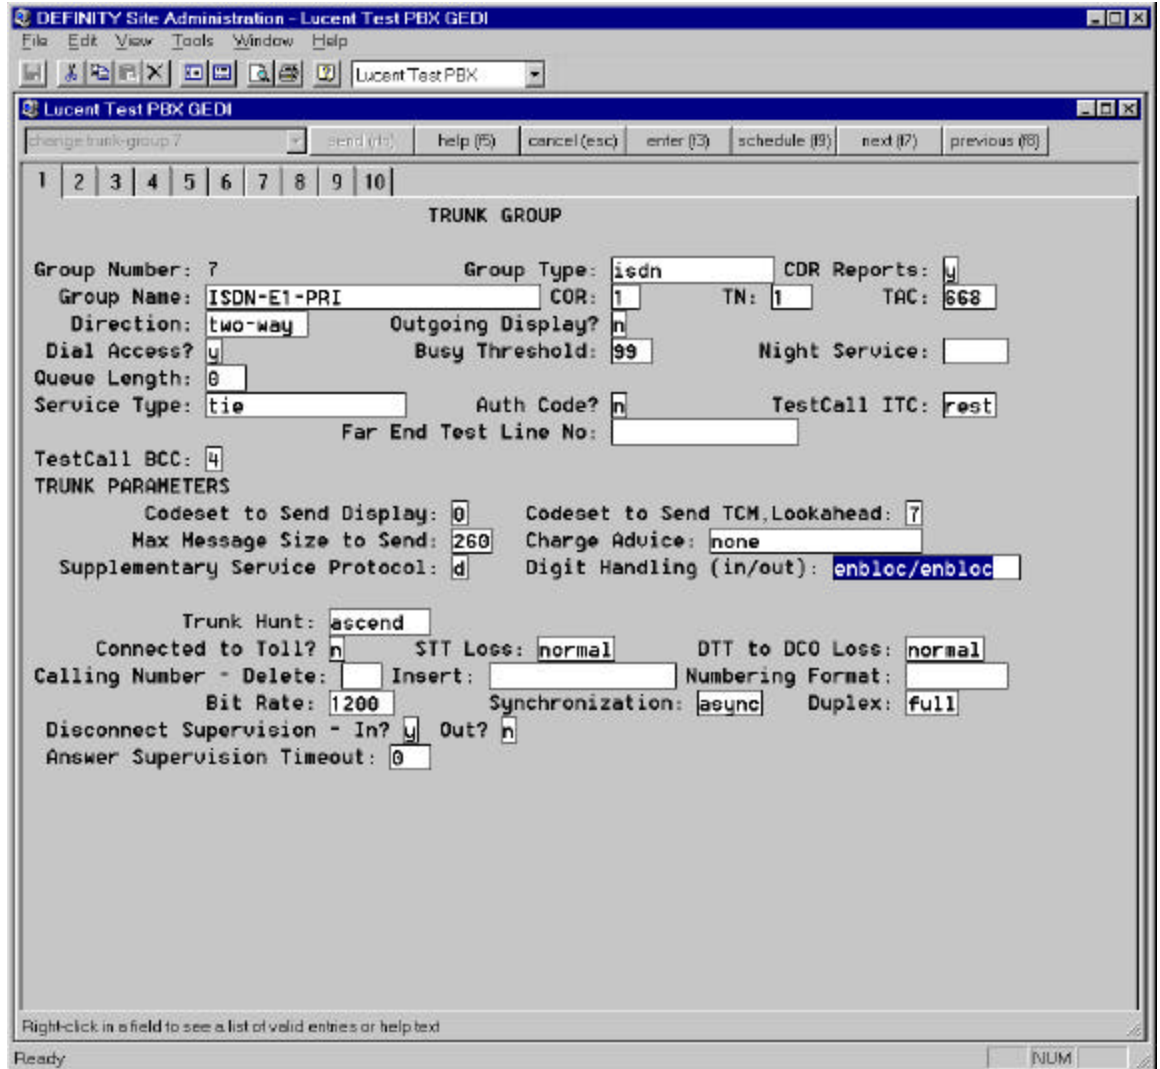 DEFINITY Site Administration - Lucent Test PBX GEDI
File Edit View Tools Window Help
Lucent Test PBX
Lucent Test PBX GEDI
change trunk-group 7 send (rtn) help (f5) cancel (esc) enter (f3) schedule (f9) next (f7) previous (f8)
1 2 3 4 5 6 7 8 9 10
TRUNK GROUP
Group Number: 7 Group Type: isdn CDR Reports: y
Group Name: ISDN-E1-PRI COR: 1 TN: 1 TAC: 668
Direction: two-way Outgoing Display? n
Dial Access? y Busy Threshold: 99 Night Service:
Queue Length: 0
Service Type: tie Auth Code? n TestCall ITC: rest
Far End Test Line No:
TestCall BCC: 4
TRUNK PARAMETERS
Codeset to Send Display: 0 Codeset to Send TCM,Lookahead: 7
Max Message Size to Send: 260 Charge Advice: none
Supplementary Service Protocol: d Digit Handling (in/out): enbloc/enbloc
Trunk Hunt: ascend
Connected to Toll? n STT Loss: normal DTT to DCO Loss: normal
Calling Number - Delete: Insert: Numbering Format:
Bit Rate: 1200 Synchronization: async Duplex: full
Disconnect Supervision - In? y Out? n
Answer Supervision Timeout: 0
Right-click in a field to see a list of valid entries or help text
Ready NUM